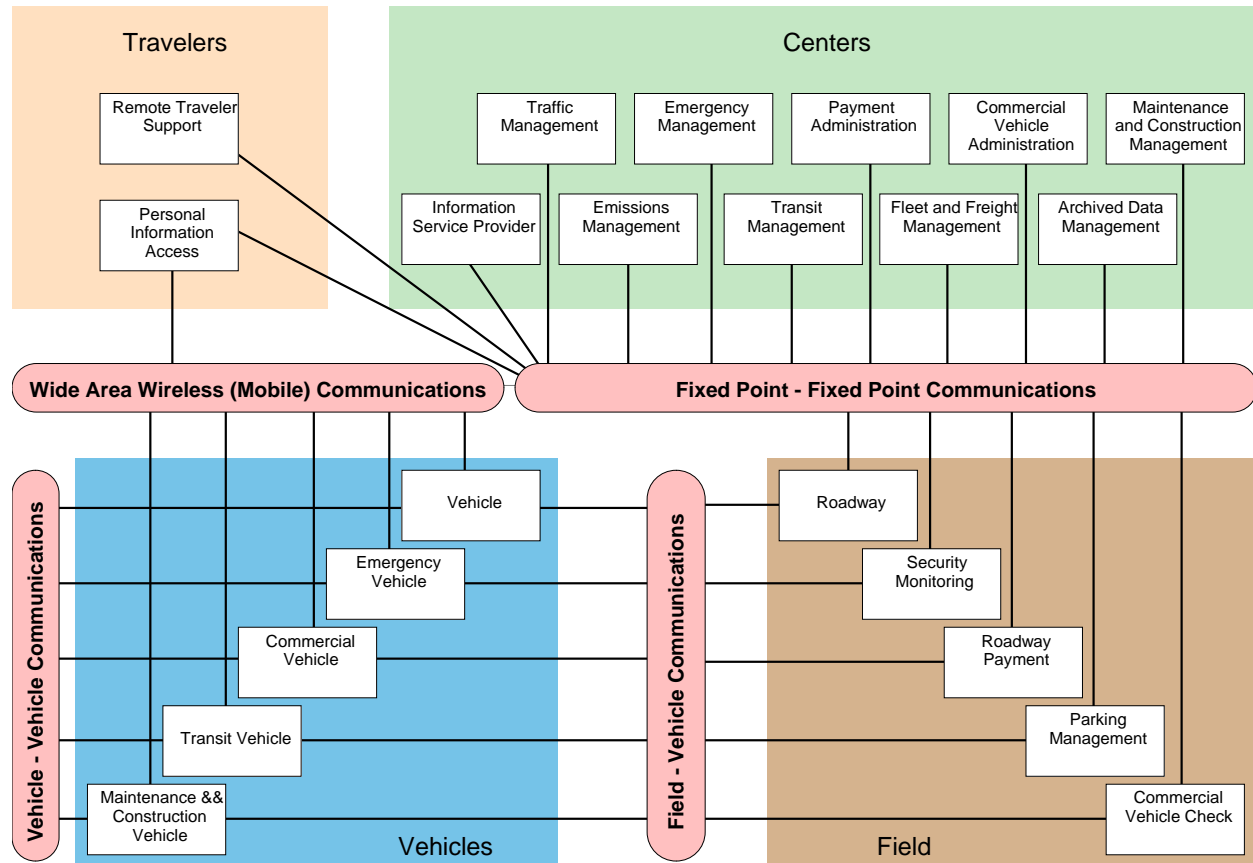 Travelers
Centers
Remote Traveler
Support
Traffic
Management
Emergency
Management
Payment
Administration
Commercial
Vehicle
Administration
Maintenance
and Construction
Management
Personal
Information
Access
Information
Service Provider
Emissions
Management
Transit
Management
Fleet and Freight
Management
Archived Data
Management
Wide Area Wireless (Mobile) Communications
Fixed Point - Fixed Point Communications
Vehicle - Vehicle Communications
Vehicle
Emergency
Vehicle
Commercial
Vehicle
Transit Vehicle
Maintenance &&
Construction
Vehicle
Vehicles
Field - Vehicle Communications
Roadway
Security
Monitoring
Roadway
Payment
Parking
Management
Commercial
Vehicle Check
Field